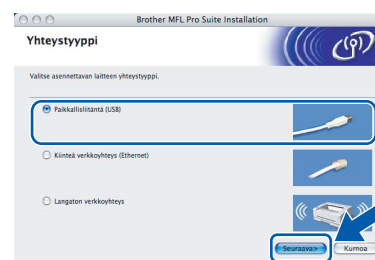 Brother MFL Pro Suite Installation
Yhteystyyppi
Valitse asennettavan laitteen yhteystyyppi.
Paikallisliitäntä (USB)
Kiinteä verkkoyhteys (Ethernet)
Langaton verkkoyhteys
Seuraava> Kumoa